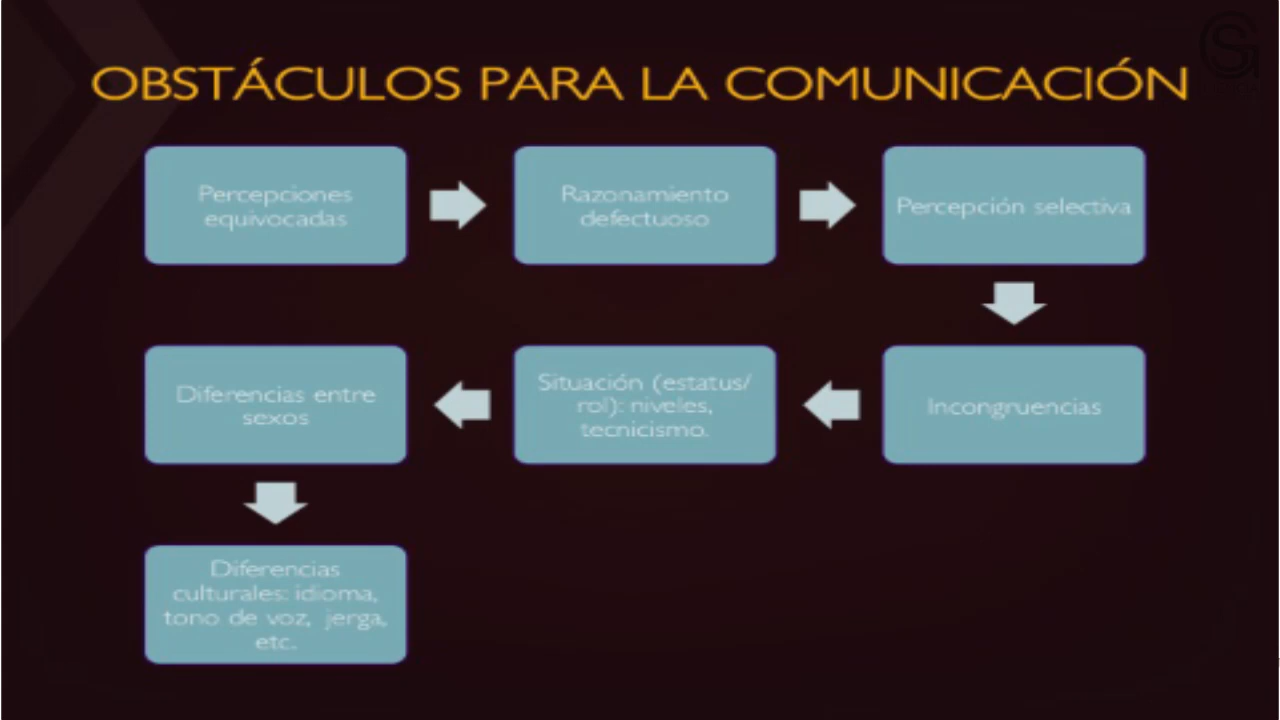 OBSTÁCULOS PARA LA COMUNICACIÓN
Percepciones
equivocadas
Razonamiento
defectuoso
Percepción selectiva
Incongruencias
Situación (estatus/
rol): niveles,
tecnicismo.
Diferencias entre
sexos
Diferencias
culturales: idioma,
tono de voz, jerga,
etc.